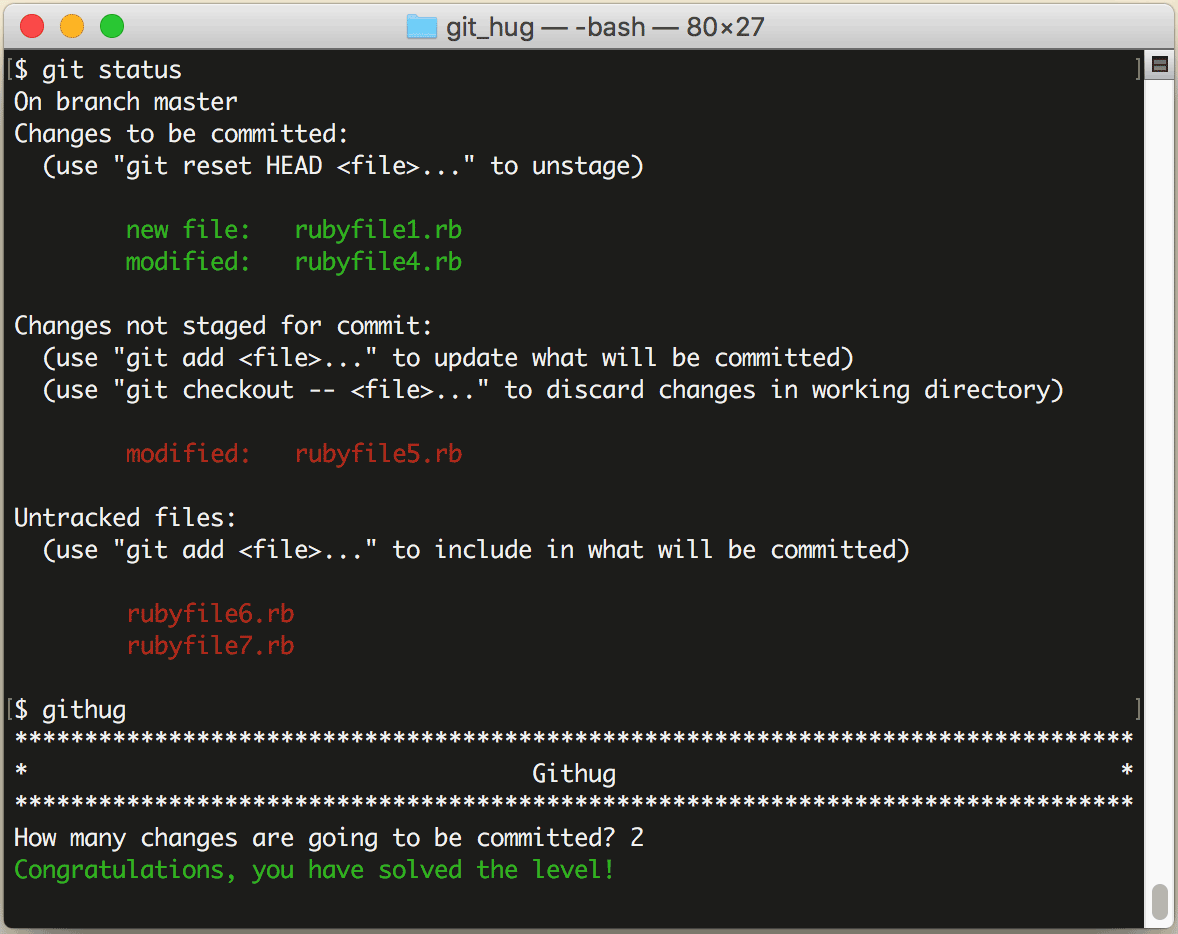 git_hug — -bash — 80×27
[$ git status ]
On branch master
Changes to be committed:
  (use "git reset HEAD <file>..." to unstage)
        new file:   rubyfile1.rb
        modified:   rubyfile4.rb
Changes not staged for commit:
  (use "git add <file>..." to update what will be committed)
  (use "git checkout -- <file>..." to discard changes in working directory)
        modified:   rubyfile5.rb
Untracked files:
  (use "git add <file>..." to include in what will be committed)
        rubyfile6.rb
        rubyfile7.rb
[$ githug ]
********************************************************************************
*                                    Githug                                    *
********************************************************************************
How many changes are going to be committed? 2
Congratulations, you have solved the level!